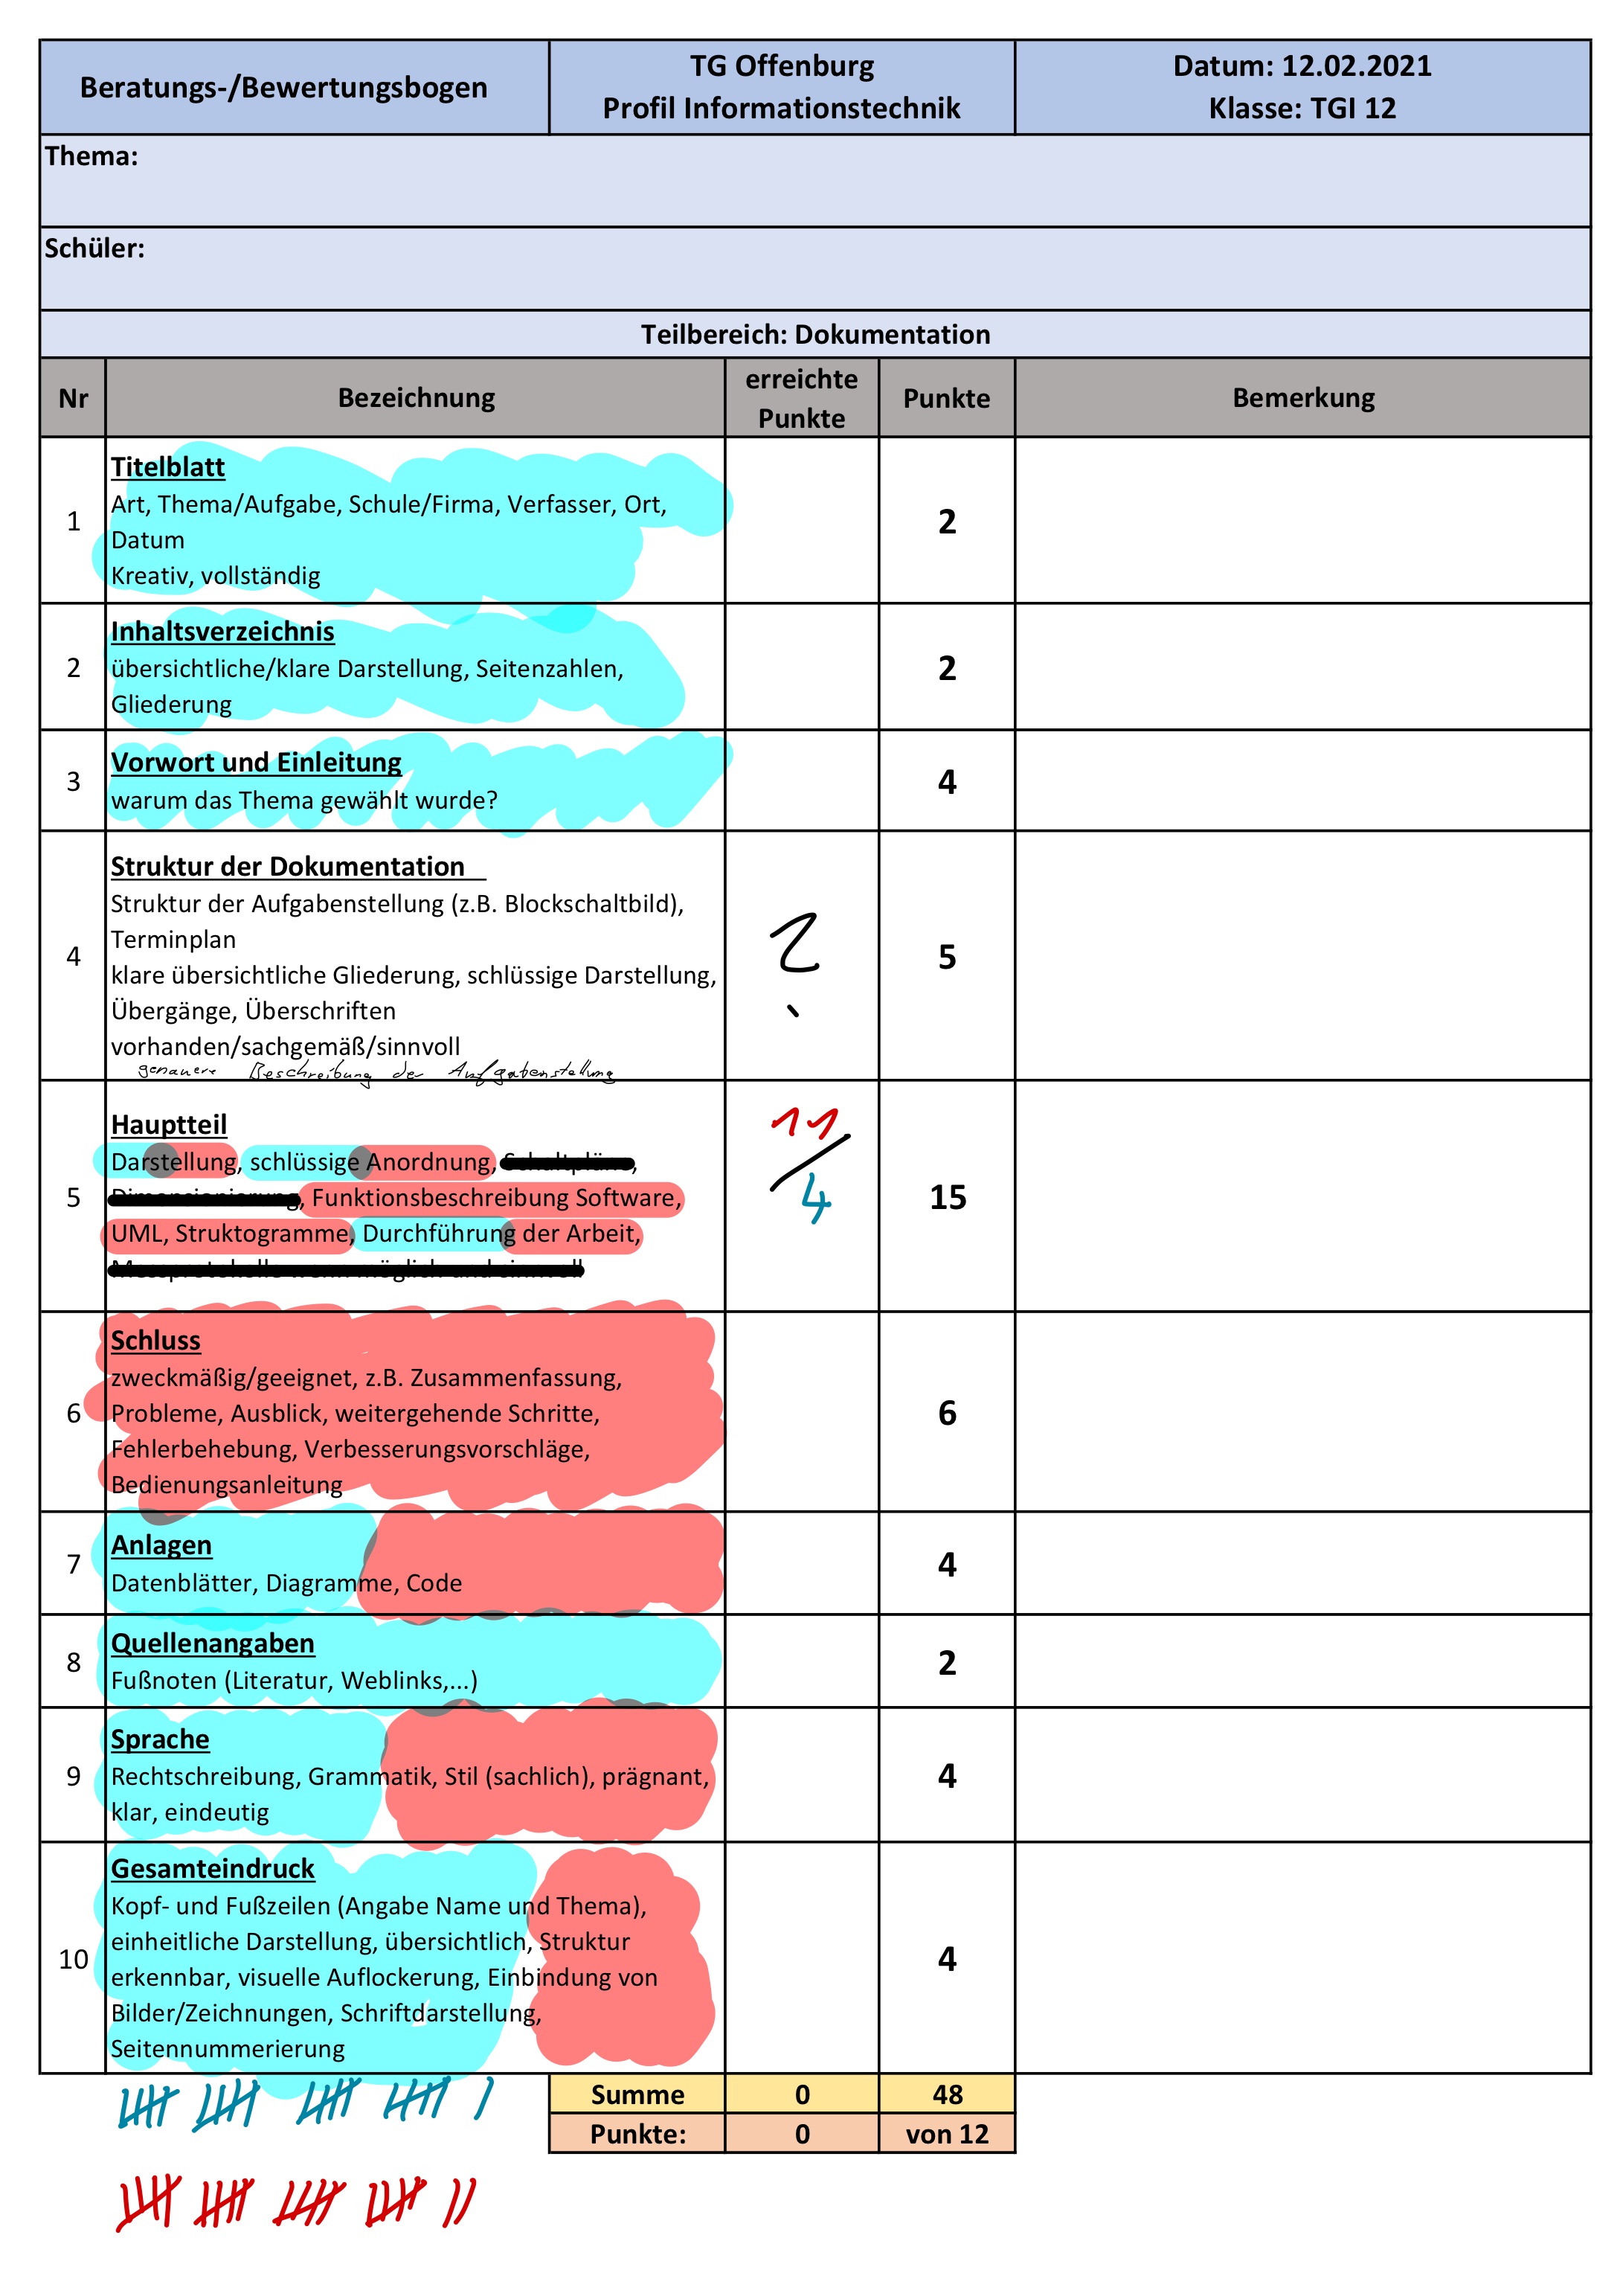 Beratungs-/Bewertungsbogen
TG Offenburg
Profil Informationstechnik
Datum: 12.02.2021
Klasse: TGI 12
Thema:
Schüler:
Teilbereich: Dokumentation
Nr
Bezeichnung
erreichte
Punkte
Punkte
Bemerkung
1
Titelblatt
Art, Thema/Aufgabe, Schule/Firma, Verfasser, Ort,
Datum
Kreativ, vollständig
2
2
Inhaltsverzeichnis
übersichtliche/klare Darstellung, Seitenzahlen,
Gliederung
2
3
Vorwort und Einleitung
warum das Thema gewählt wurde?
4
4
Struktur der Dokumentation
Struktur der Aufgabenstellung (z.B. Blockschaltbild),
Terminplan
klare übersichtliche Gliederung, schlüssige Darstellung,
Übergänge, Überschriften
vorhanden/sachgemäß/sinnvoll
genauere Beschreibung der Aufgabenstellung
?
5
5
Hauptteil
Darstellung, schlüssige Anordnung, ,
, Funktionsbeschreibung Software,
UML, Struktogramme, Durchführung der Arbeit,
11
/
4
15
6
Schluss
zweckmäßig/geeignet, z.B. Zusammenfassung,
Probleme, Ausblick, weitergehende Schritte,
Fehlerbehebung, Verbesserungsvorschläge,
Bedienungsanleitung
6
7
Anlagen
Datenblätter, Diagramme, Code
4
8
Quellenangaben
Fußnoten (Literatur, Weblinks,...)
2
9
Sprache
Rechtschreibung, Grammatik, Stil (sachlich), prägnant,
klar, eindeutig
4
10
Gesamteindruck
Kopf- und Fußzeilen (Angabe Name und Thema),
einheitliche Darstellung, übersichtlich, Struktur
erkennbar, visuelle Auflockerung, Einbindung von
Bilder/Zeichnungen, Schriftdarstellung,
Seitennummerierung
4
Summe
0
48
Punkte:
0
von 12